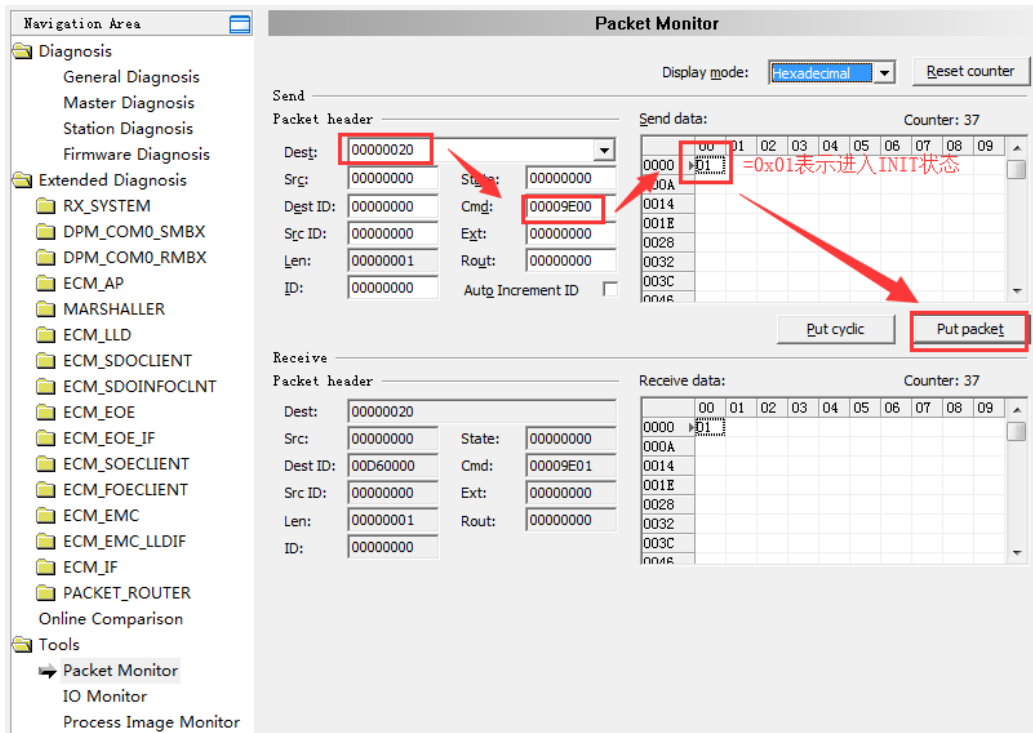 Navigation Area
Diagnosis
General Diagnosis
Master Diagnosis
Station Diagnosis
Firmware Diagnosis
Extended Diagnosis
RX_SYSTEM
DPM_COM0_SMBX
DPM_COM0_RMBX
ECM_AP
MARSHALLER
ECM_LLD
ECM_SDOCLIENT
ECM_SDOINFOCLNT
ECM_EOE
ECM_EOE_IF
ECM_SOECLIENT
ECM_FOECLIENT
ECM_EMC
ECM_EMC_LLDIF
ECM_IF
PACKET_ROUTER
Online Comparison
Tools
Packet Monitor
IO Monitor
Process Image Monitor
Packet Monitor
Display mode: Hexadecimal Reset counter
Send
Packet header
Dest: 00000020
Src: 00000000 State: 00000000
Dest ID: 00000000 Cmd: 00009E00
Src ID: 00000000 Ext: 00000000
Len: 00000001 Rout: 00000000
ID: 00000000 Auto Increment ID
Send data: Counter: 37
00 01 02 03 04 05 06 07 08 09
0000 01 =0x01表示进入INIT状态
000A
0014
001E
0028
0032
003C
0046
Put cyclic Put packet
Receive
Packet header
Dest: 00000020
Src: 00000000 State: 00000000
Dest ID: 00D60000 Cmd: 00009E01
Src ID: 00000000 Ext: 00000000
Len: 00000001 Rout: 00000000
ID: 00000000
Receive data: Counter: 37
00 01 02 03 04 05 06 07 08 09
0000 01
000A
0014
001E
0028
0032
003C
0046